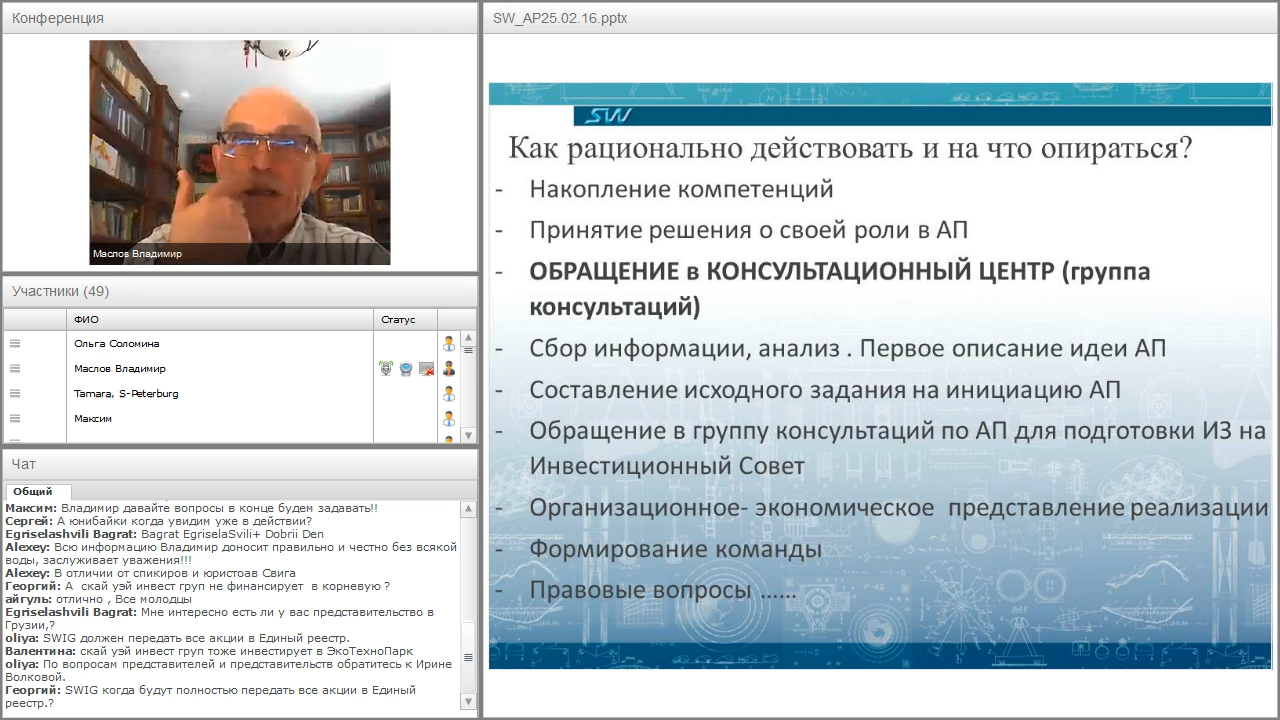 Конференция
Маслов Владимир
Участники (49)
ФИО
Статус
Ольга Соломина
Маслов Владимир
Tamara, S-Peterburg
Максим
Чат
Общий
Максим: Владимир давайте вопросы в конце будем задавать!!
Сергей: А юнибайки когда увидим уже в действии?
Egriselashvili Bagrat: Bagrat EgriselaSvili+ Dobrii Den
Alexey: Всю информацию Владимир доносит правильно и честно без всякой
воды, заслуживает уважения!!!
Alexey: В отличии от спикиров и юристоав Свига
георгий: А скай уэй инвест груп не финансирует в корневую ?
айгуль: отлично , Все молодцы
Egriselashvili Bagrat: Мне интересно есть ли у вас представительство в
Грузии,?
oliya: SWIG должен передать все акции в Единый реестр.
Валентина: скай уэй инвест груп тоже инвестирует в ЭкоТехноПарк
oliya: По вопросам представителей и представительств обратитесь к Ирине
Волковой.
Георгий: SWIG когда будут полностью передать все акции в Единый
реестр.?
SW_AP25.02.16.pptx
SW
Как рационально действовать и на что опираться?
- Накопление компетенций
- Принятие решения о своей роли в АП
- ОБРАЩЕНИЕ в КОНСУЛЬТАЦИОННЫЙ ЦЕНТР (группа
консультаций)
- Сбор информации, анализ . Первое описание идеи АП
- Составление исходного задания на инициацию АП
- Обращение в группу консультаций по АП для подготовки ИЗ на
Инвестиционный Совет
- Организационное- экономическое представление реализации
- Формирование команды
- Правовые вопросы ......